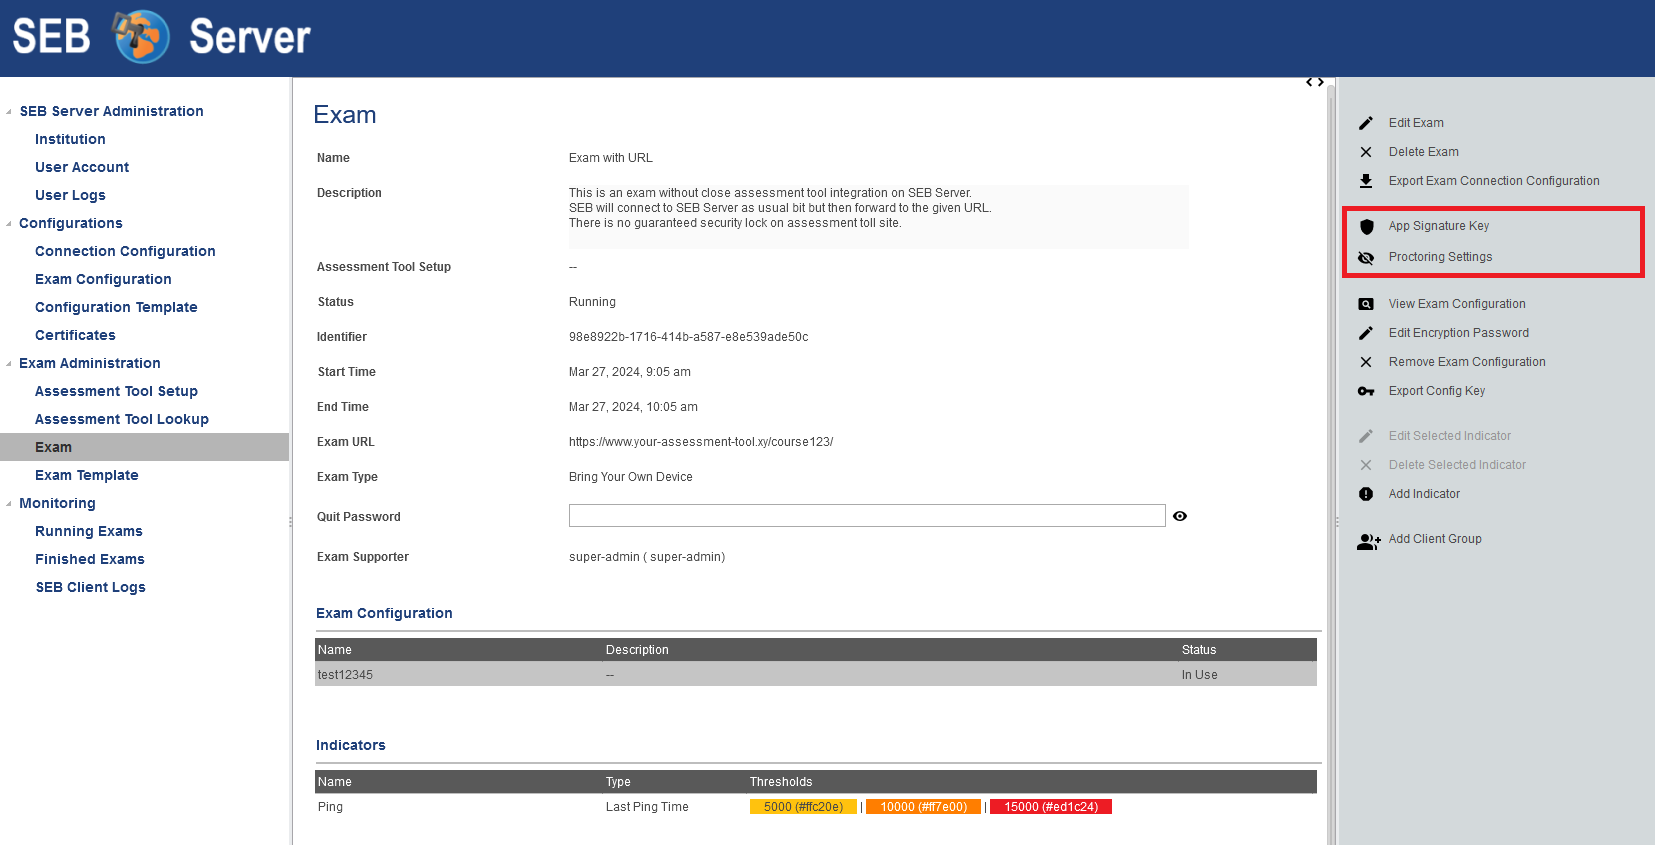 SEB Server
SEB Server Administration
Institution
User Account
User Logs
Configurations
Connection Configuration
Exam Configuration
Configuration Template
Certificates
Exam Administration
Assessment Tool Setup
Assessment Tool Lookup
Exam
Exam Template
Monitoring
Running Exams
Finished Exams
SEB Client Logs
Exam
Name Exam with URL
Description This is an exam without close assessment tool integration on SEB Server.
SEB will connect to SEB Server as usual bit but then forward to the given URL.
There is no guaranteed security lock on assessment toll site.
Assessment Tool Setup --
Status Running
Identifier 98e8922b-1716-414b-a587-e8e539ade50c
Start Time Mar 27, 2024, 9:05 am
End Time Mar 27, 2024, 10:05 am
Exam URL https://www.your-assessment-tool.xy/course123/
Exam Type Bring Your Own Device
Quit Password
Exam Supporter super-admin ( super-admin)
Exam Configuration
Name Description Status
test12345 -- In Use
Indicators
Name Type Thresholds
Ping Last Ping Time 5000 (#ffc20e) | 10000 (#ff7e00) | 15000 (#ed1c24)
Edit Exam
Delete Exam
Export Exam Connection Configuration
App Signature Key
Proctoring Settings
View Exam Configuration
Edit Encryption Password
Remove Exam Configuration
Export Config Key
Edit Selected Indicator
Delete Selected Indicator
Add Indicator
Add Client Group